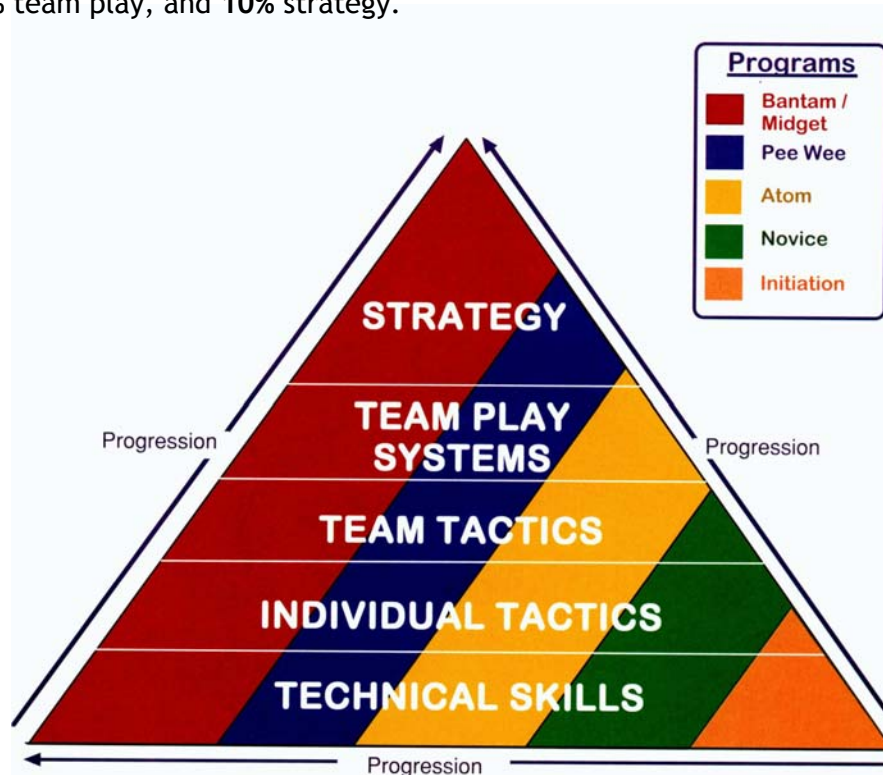 % team play, and 10% strategy.
Programs
Bantam /
Midget
Pee Wee
Atom
Novice
Initiation
STRATEGY
TEAM PLAY
SYSTEMS
Progression
Progression
TEAM TACTICS
INDIVIDUAL TACTICS
TECHNICAL SKILLS
Progression